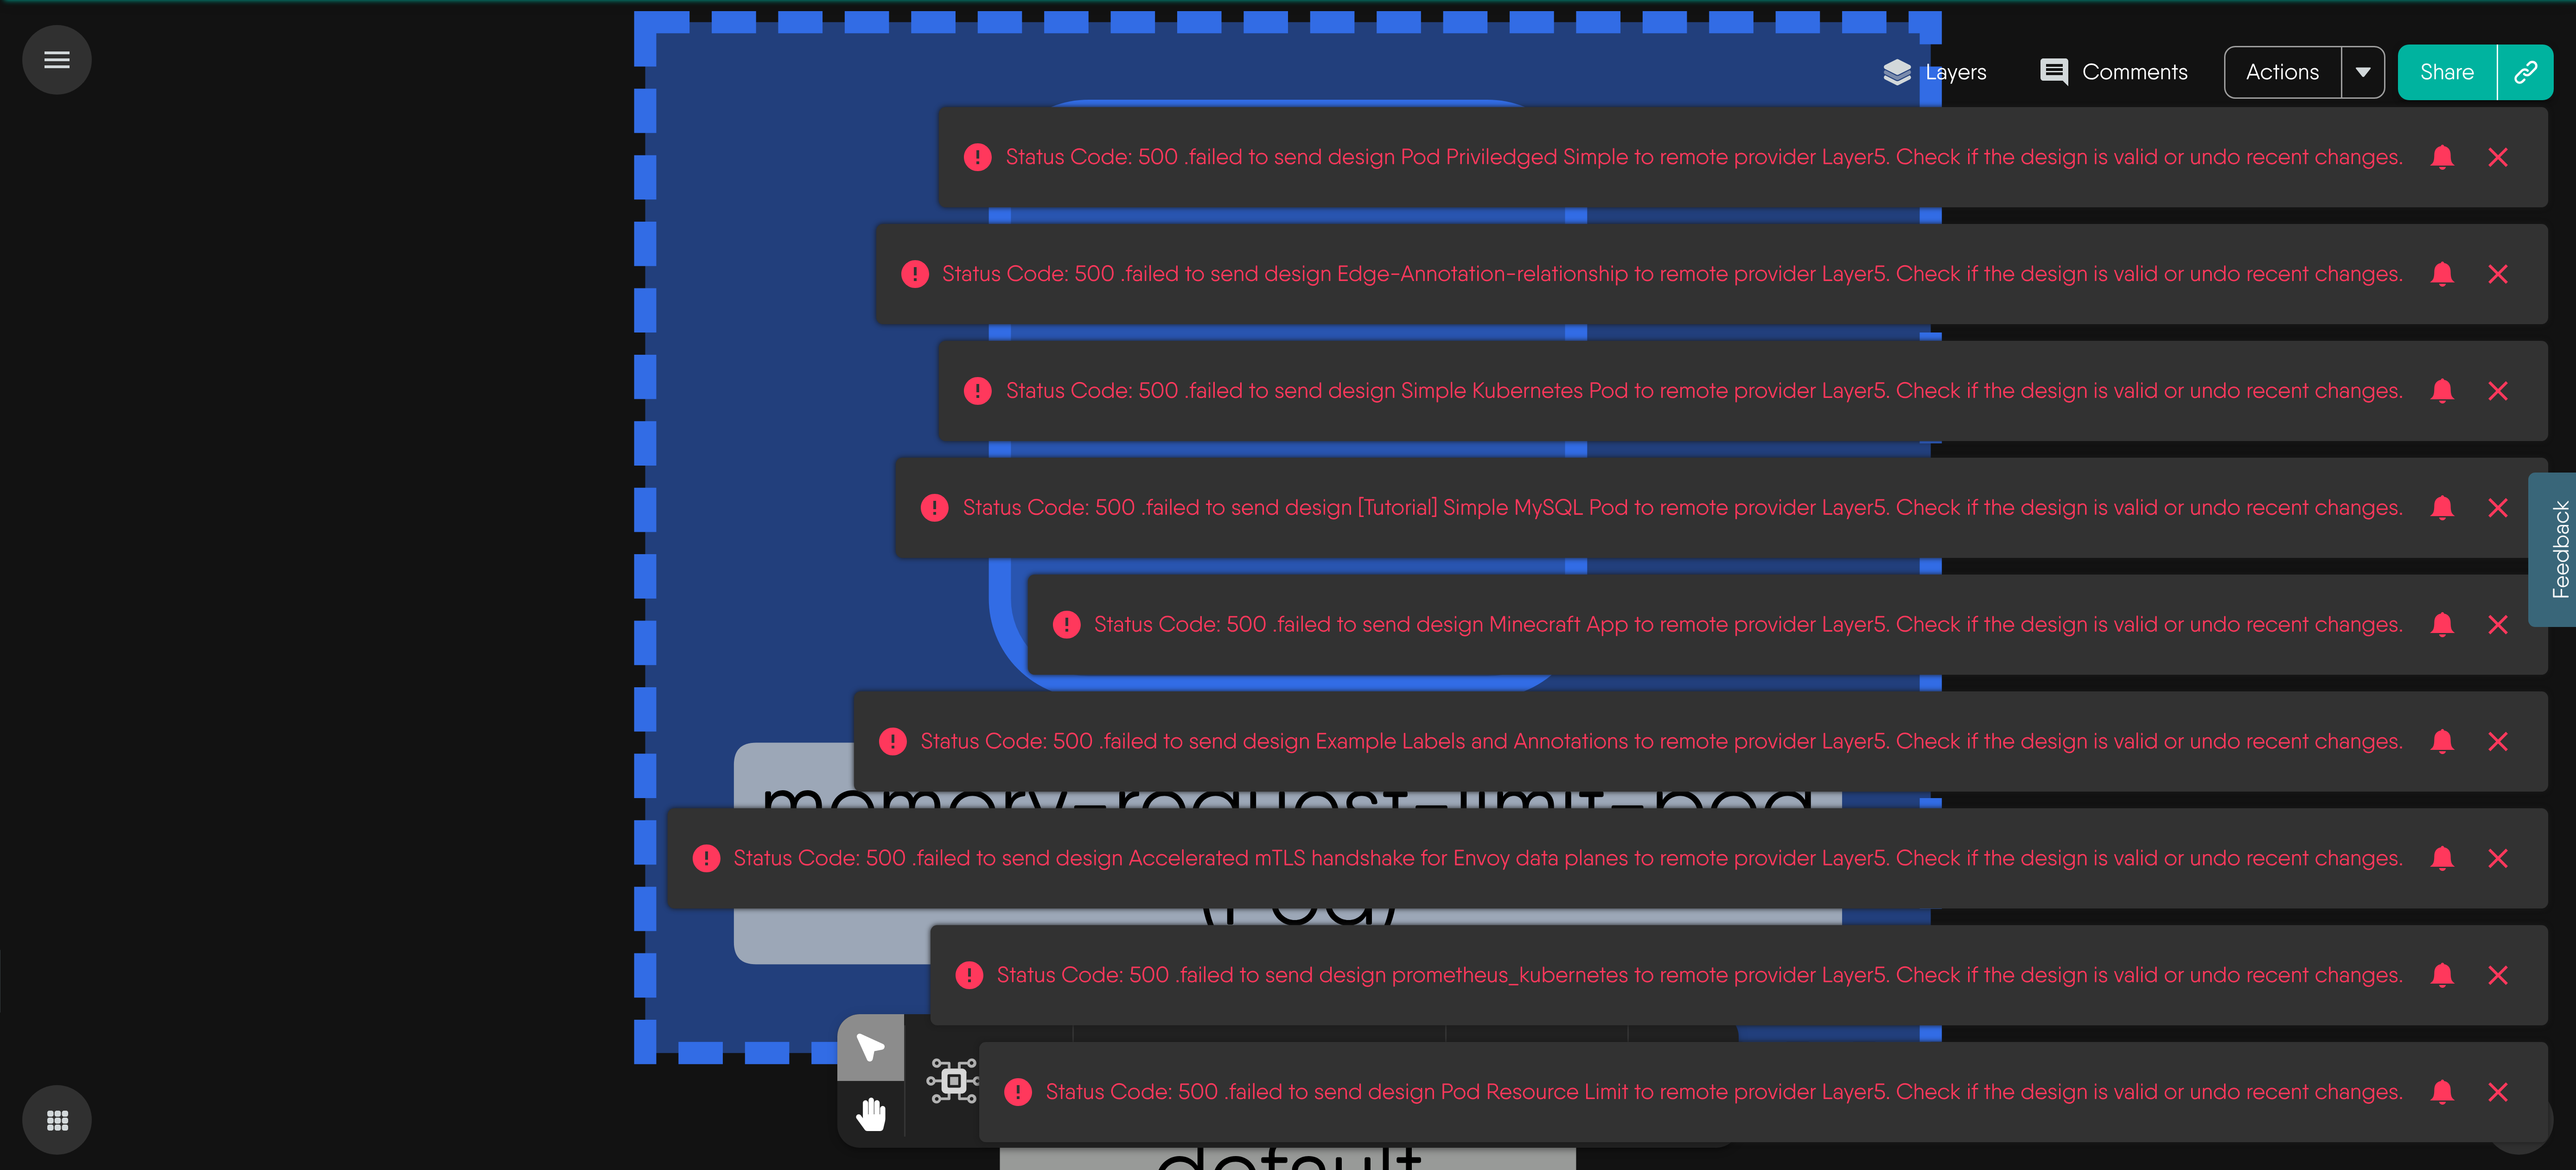 Layers
Comments
Actions
Share
Status Code: 500 .failed to send design Pod Priviledged Simple to remote provider Layer5. Check if the design is valid or undo recent changes.
Status Code: 500 .failed to send design Edge-Annotation-relationship to remote provider Layer5. Check if the design is valid or undo recent changes.
Status Code: 500 .failed to send design Simple Kubernetes Pod to remote provider Layer5. Check if the design is valid or undo recent changes.
Status Code: 500 .failed to send design [Tutorial] Simple MySQL Pod to remote provider Layer5. Check if the design is valid or undo recent changes.
Feedback
Status Code: 500 .failed to send design Minecraft App to remote provider Layer5. Check if the design is valid or undo recent changes.
Status Code: 500 .failed to send design Example Labels and Annotations to remote provider Layer5. Check if the design is valid or undo recent changes.
memory-request-limit-pod
Status Code: 500 .failed to send design Accelerated mTLS handshake for Envoy data planes to remote provider Layer5. Check if the design is valid or undo recent changes.
(Pod)
Status Code: 500 .failed to send design prometheus_kubernetes to remote provider Layer5. Check if the design is valid or undo recent changes.
Status Code: 500 .failed to send design Pod Resource Limit to remote provider Layer5. Check if the design is valid or undo recent changes.
default